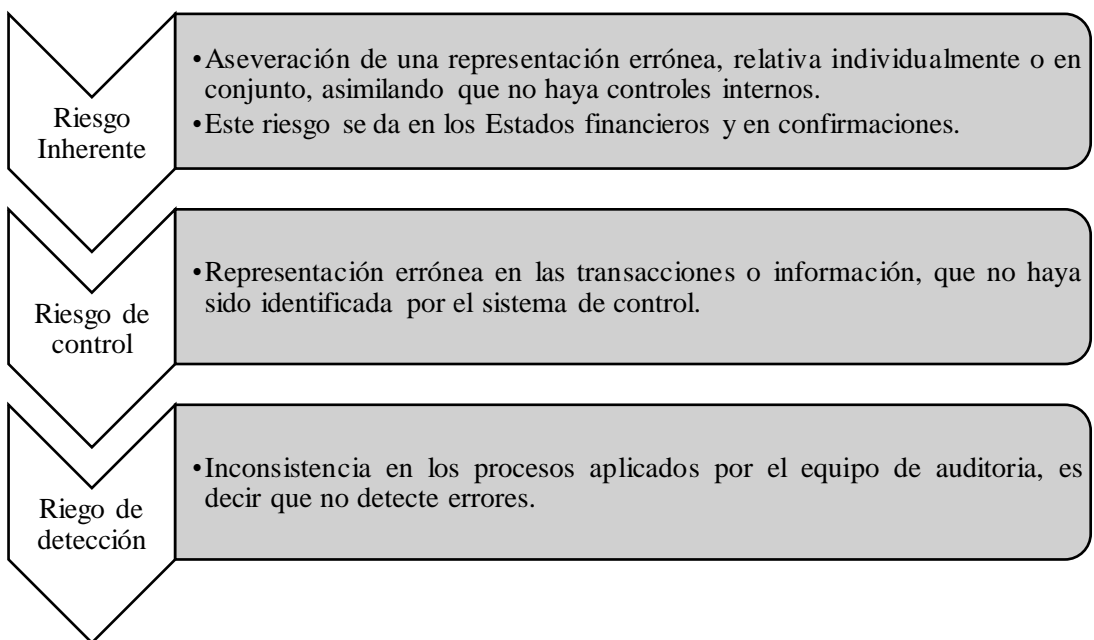 Riesgo
Inherente
•Aseveración de una representación errónea, relativa individualmente o en
conjunto, asimilando que no haya controles internos.
•Este riesgo se da en los Estados financieros y en confirmaciones.
Riesgo de
control
•Representación errónea en las transacciones o información, que no haya
sido identificada por el sistema de control.
Riego de
detección
•Inconsistencia en los procesos aplicados por el equipo de auditoria, es
decir que no detecte errores.